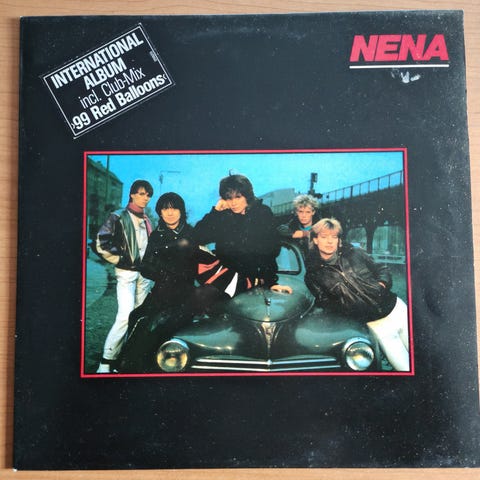 INTERNATIONAL
ALBUM
incl. Club-Mix
›99 Red Balloons‹
NENA